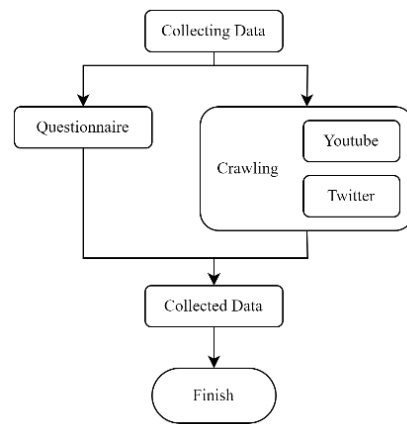 Collecting Data
Questionnaire
Crawling
Youtube
Twitter
Collected Data
Finish